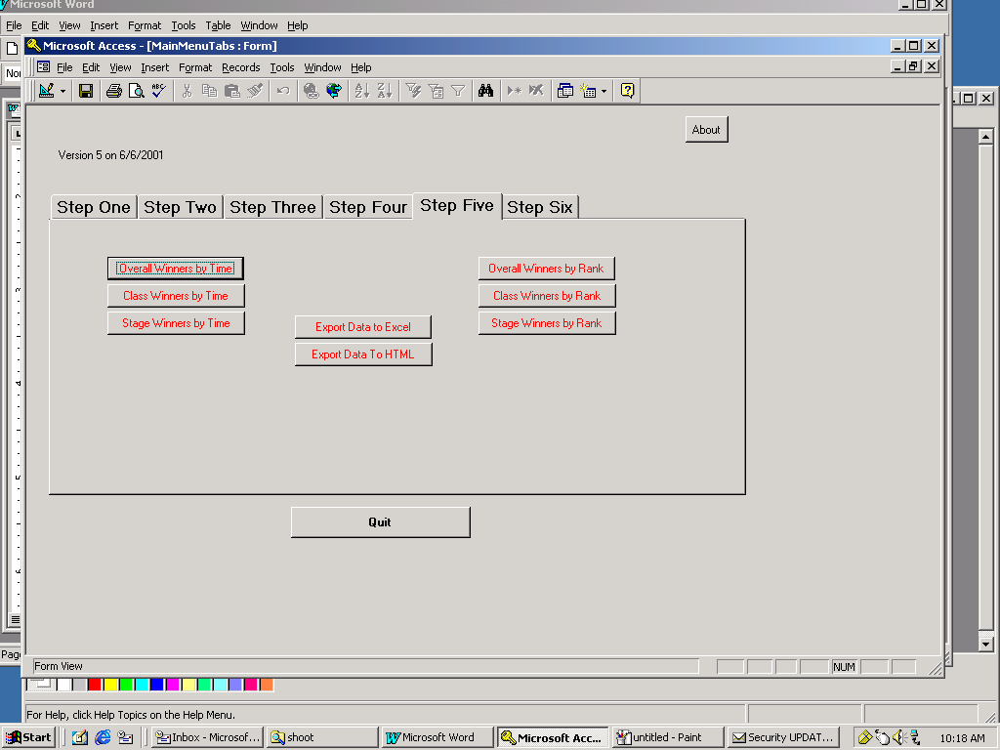 Microsoft Word
File Edit View Insert Format Tools Table Window Help
Microsoft Access - [MainMenuTabs : Form]
File Edit View Insert Format Records Tools Window Help
About
Version 5 on 6/6/2001
Step One Step Two Step Three Step Four Step Five Step Six
Overall Winners by Time Overall Winners by Rank
Class Winners by Time Class Winners by Rank
Stage Winners by Time Stage Winners by Rank
Export Data to Excel
Export Data To HTML
Quit
Form View NUM
For Help, click Help Topics on the Help Menu.
Start Inbox - Microsof... shoot Microsoft Word Microsoft Acc... untitled - Paint Security UPDAT... 10:18 AM